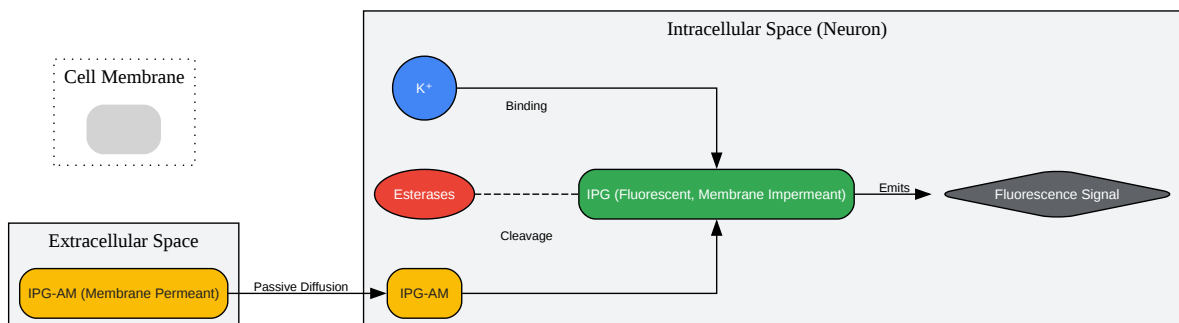 Intracellular Space (Neuron)
Cell Membrane
K⁺
Binding
Esterases
IPG (Fluorescent, Membrane Impermeant)
Emits
Fluorescence Signal
Cleavage
Extracellular Space
IPG-AM (Membrane Permeant)
Passive Diffusion
IPG-AM